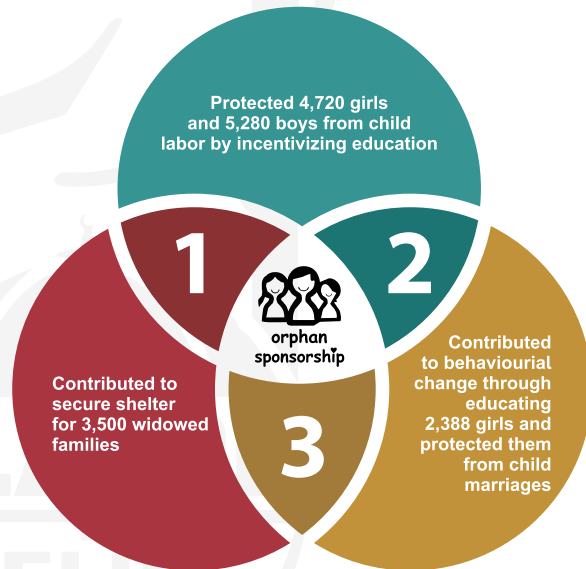 Protected 4,720 girls
and 5,280 boys from child
labor by incentivizing education
1
2
orphan
sponsorship
Contributed to
secure shelter
for 3,500 widowed
families
Contributed
to behaviourial
change through
educating
2,388 girls and
protected them
from child
marriages
3